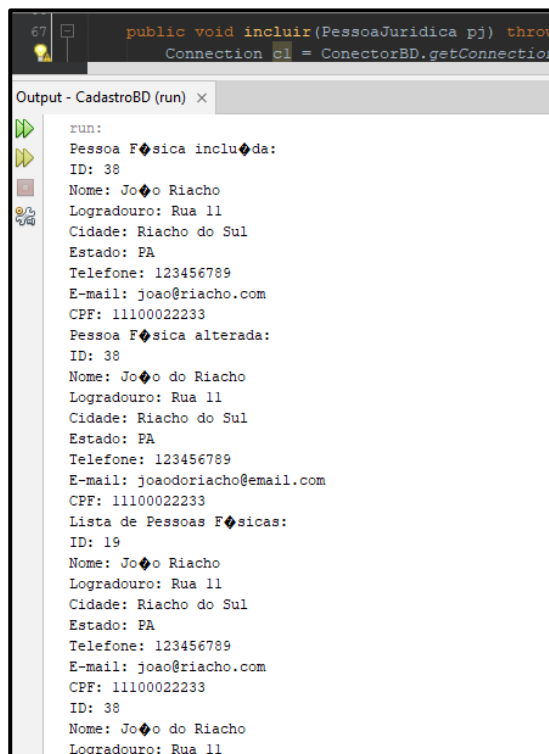 67 public void incluir(PessoaJuridica pj) throw
Connection c1 = ConectorBD.getConnection
Output - CadastroBD (run) ×
run:
Pessoa F�sica inclu�da:
ID: 38
Nome: Jo�o Riacho
Logradouro: Rua 11
Cidade: Riacho do Sul
Estado: PA
Telefone: 123456789
E-mail: joao@riacho.com
CPF: 11100022233
Pessoa F�sica alterada:
ID: 38
Nome: Jo�o do Riacho
Logradouro: Rua 11
Cidade: Riacho do Sul
Estado: PA
Telefone: 123456789
E-mail: joaodoriacho@email.com
CPF: 11100022233
Lista de Pessoas F�sicas:
ID: 19
Nome: Jo�o Riacho
Logradouro: Rua 11
Cidade: Riacho do Sul
Estado: PA
Telefone: 123456789
E-mail: joao@riacho.com
CPF: 11100022233
ID: 38
Nome: Jo�o do Riacho
Logradouro: Rua 11